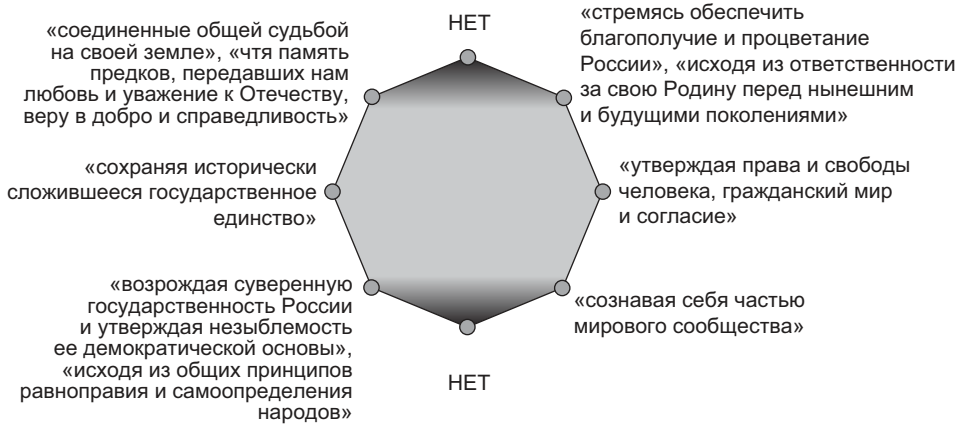 НЕТ
«соединенные общей судьбой
на своей земле», «чтя память
предков, передавших нам
любовь и уважение к Отечеству,
веру в добро и справедливость»
«стремясь обеспечить
благополучие и процветание
России», «исходя из ответственности
за свою Родину перед нынешним
и будущими поколениями»
«сохраняя исторически
сложившееся государственное
единство»
«утверждая права и свободы
человека, гражданский мир
и согласие»
«возрождая суверенную
государственность России
и утверждая незыблемость
ее демократической основы»,
«исходя из общих принципов
равноправия и самоопределения
народов»
«сознавая себя частью
мирового сообщества»
НЕТ